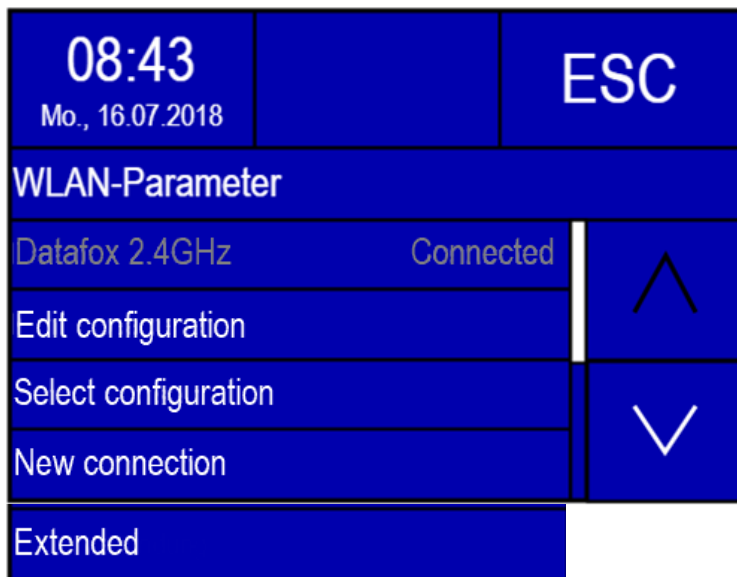 08:43
Mo., 16.07.2018
ESC
WLAN-Parameter
Datafox 2.4GHz Connected
Edit configuration
Select configuration
New connection
Extended